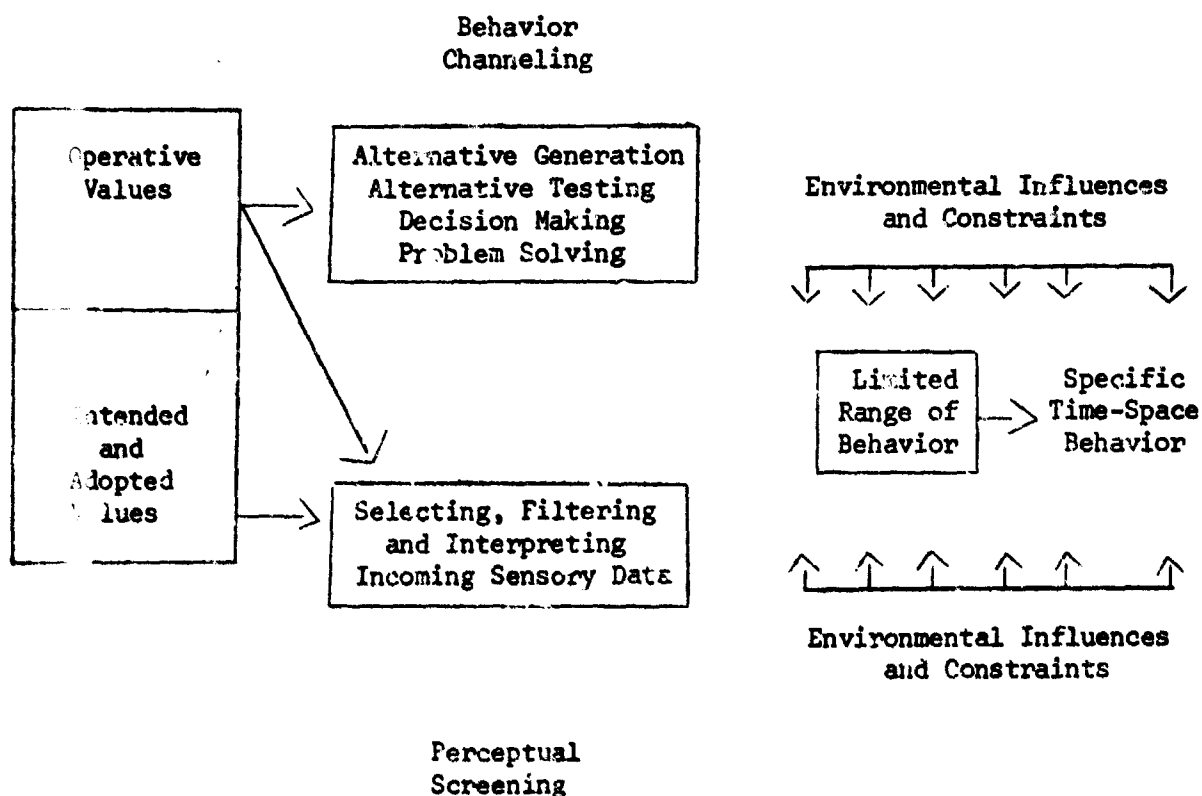 Behavior
Channeling
Operative
Values
Alternative Generation
Alternative Testing
Decision Making
Problem Solving
Environmental Influences
and Constraints
Limited
Range of
Behavior
Specific
Time-Space
Behavior
Intended
and
Adopted
Values
Selecting, Filtering
and Interpreting
Incoming Sensory Data
Environmental Influences
and Constraints
Perceptual
Screening